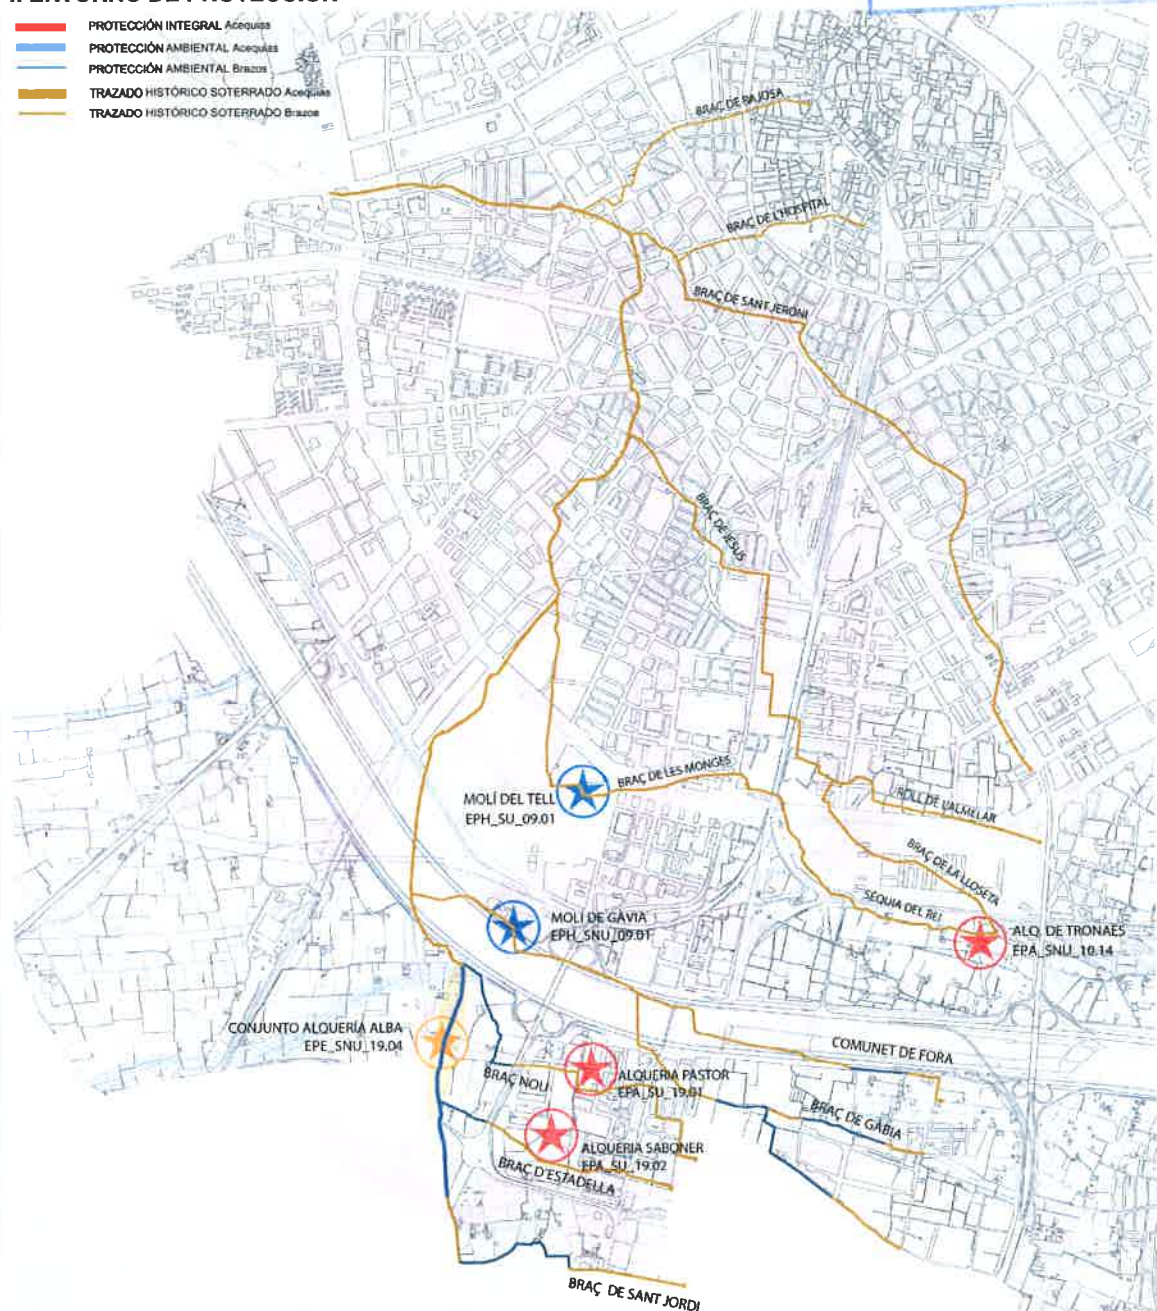 PROTECCIÓN INTEGRAL Acequias
PROTECCIÓN AMBIENTAL Acequias
PROTECCIÓN AMBIENTAL Brazos
TRAZADO HISTÓRICO SOTERRADO Acequias
TRAZADO HISTÓRICO SOTERRADO Brazos
BRAÇ DE RAJOSA
BRAÇ DE L'HOSPITAL
BRAÇ DE SANT JERONI
BRAÇ DE JESUS
BRAÇ DE LES MONGES
MOLÍ DEL TELL
EPH_SU_09.01
ROLL DE L'ALMELAR
BRAÇ DE LA LLOSETA
SÈQUIA DEL REI
MOLÍ DE GÀVIA
EPH_SNU_09.01
ALQ. DE TRONAES
EPA_SNU_10.14
CONJUNTO ALQUERÍA ALBA
EPE_SNU_19.04
COMUNET DE FORA
BRAÇ NOU
ALQUERIA PASTOR
EPA_SU_19.01
BRAÇ DE GÀBIA
ALQUERIA SABONER
EPA_SU_19.02
BRAÇ D'ESTADELLA
BRAÇ DE SANT JORDI